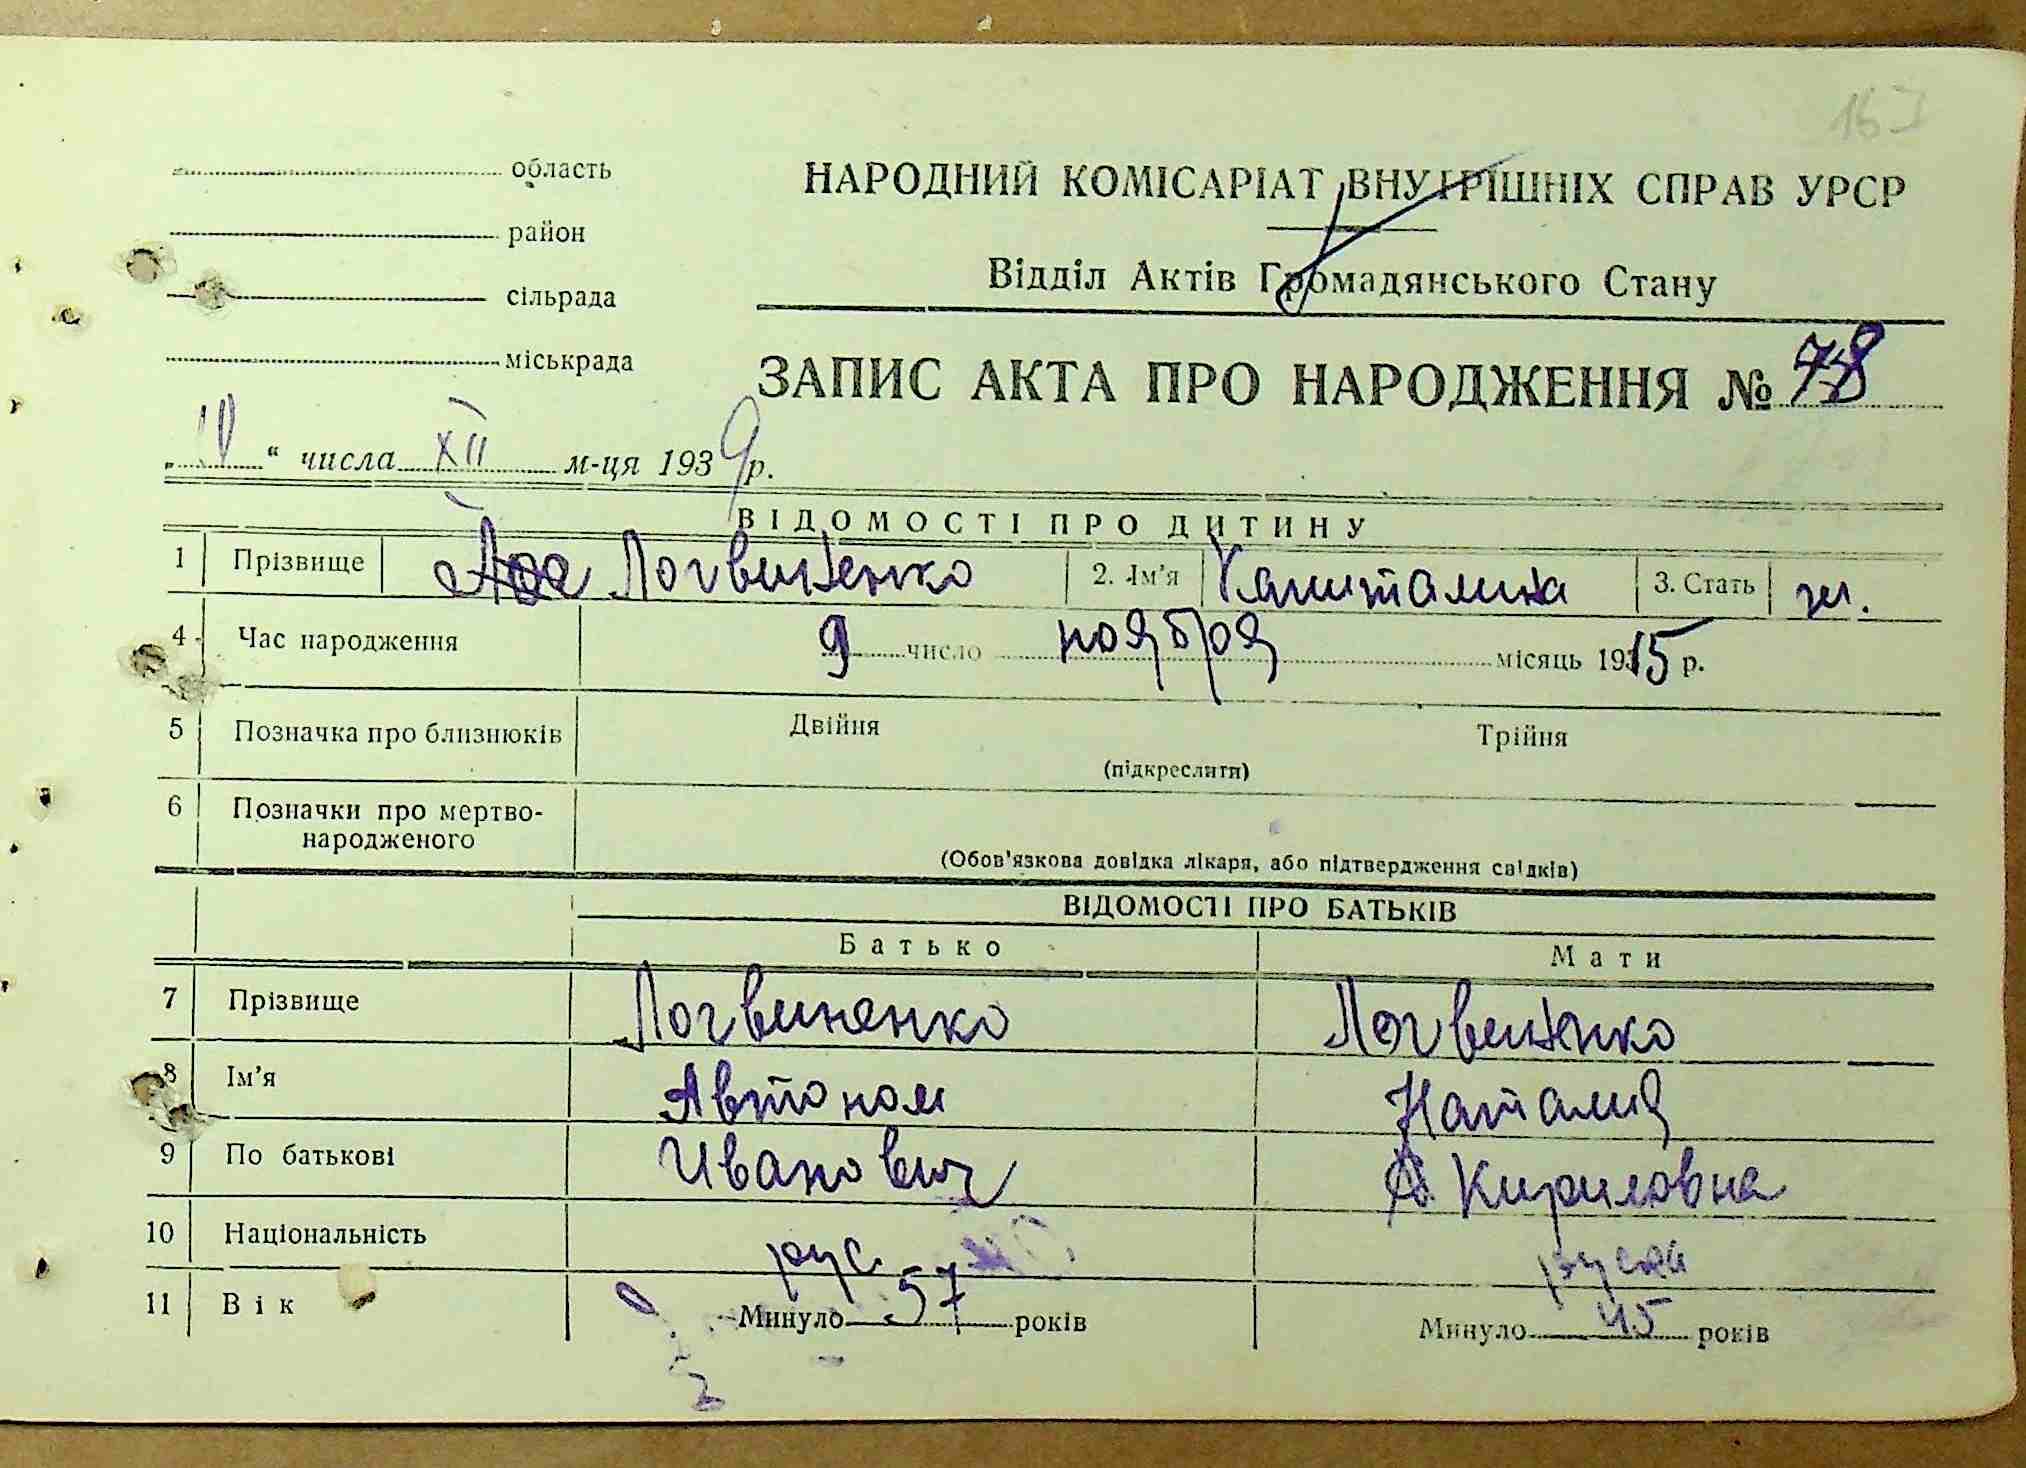 область
НАРОДНИЙ КОМІСАРІАТ ВНУТРІШНІХ СПРАВ УРСР
район
Відділ Актів Громадянського Стану
сільрада
міськрада
ЗАПИС АКТА ПРО НАРОДЖЕННЯ № 78
" числа XII м-ця 1939 р.
ВІДОМОСТІ ПРО ДИТИНУ
1 Прізвище Логвиненко 2. Ім'я Капиталина 3. Стать ж.
4 Час народження 9 число ноября місяць 1915 р.
5 Позначка про близнюків Двійня Трійня
(підкреслити)
6 Позначки про мертво-
народженого
(Обов'язкова довідка лікаря, або підтвердження свідків)
ВІДОМОСТІ ПРО БАТЬКІВ
Батько Мати
7 Прізвище Логвиненко Логвиненко
8 Ім'я Автоном Наталия
9 По батькові Иванович Кириловна
10 Національність рус.
11 Вік Минуло 57 років Минуло 45 років